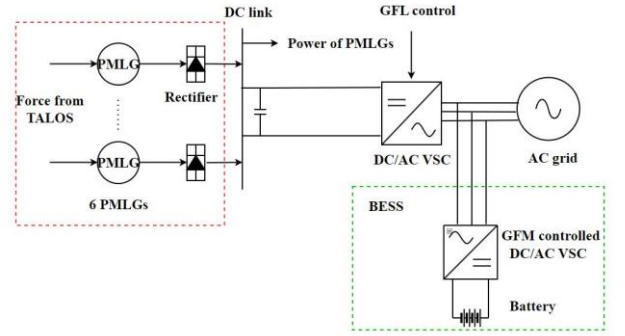 DC link
GFL control
Power of PMLGs
PMLG
Force from
TALOS
Rectifier
PMLG
6 PMLGs
DC/AC VSC
AC grid
BESS
GFM controlled
DC/AC VSC
Battery